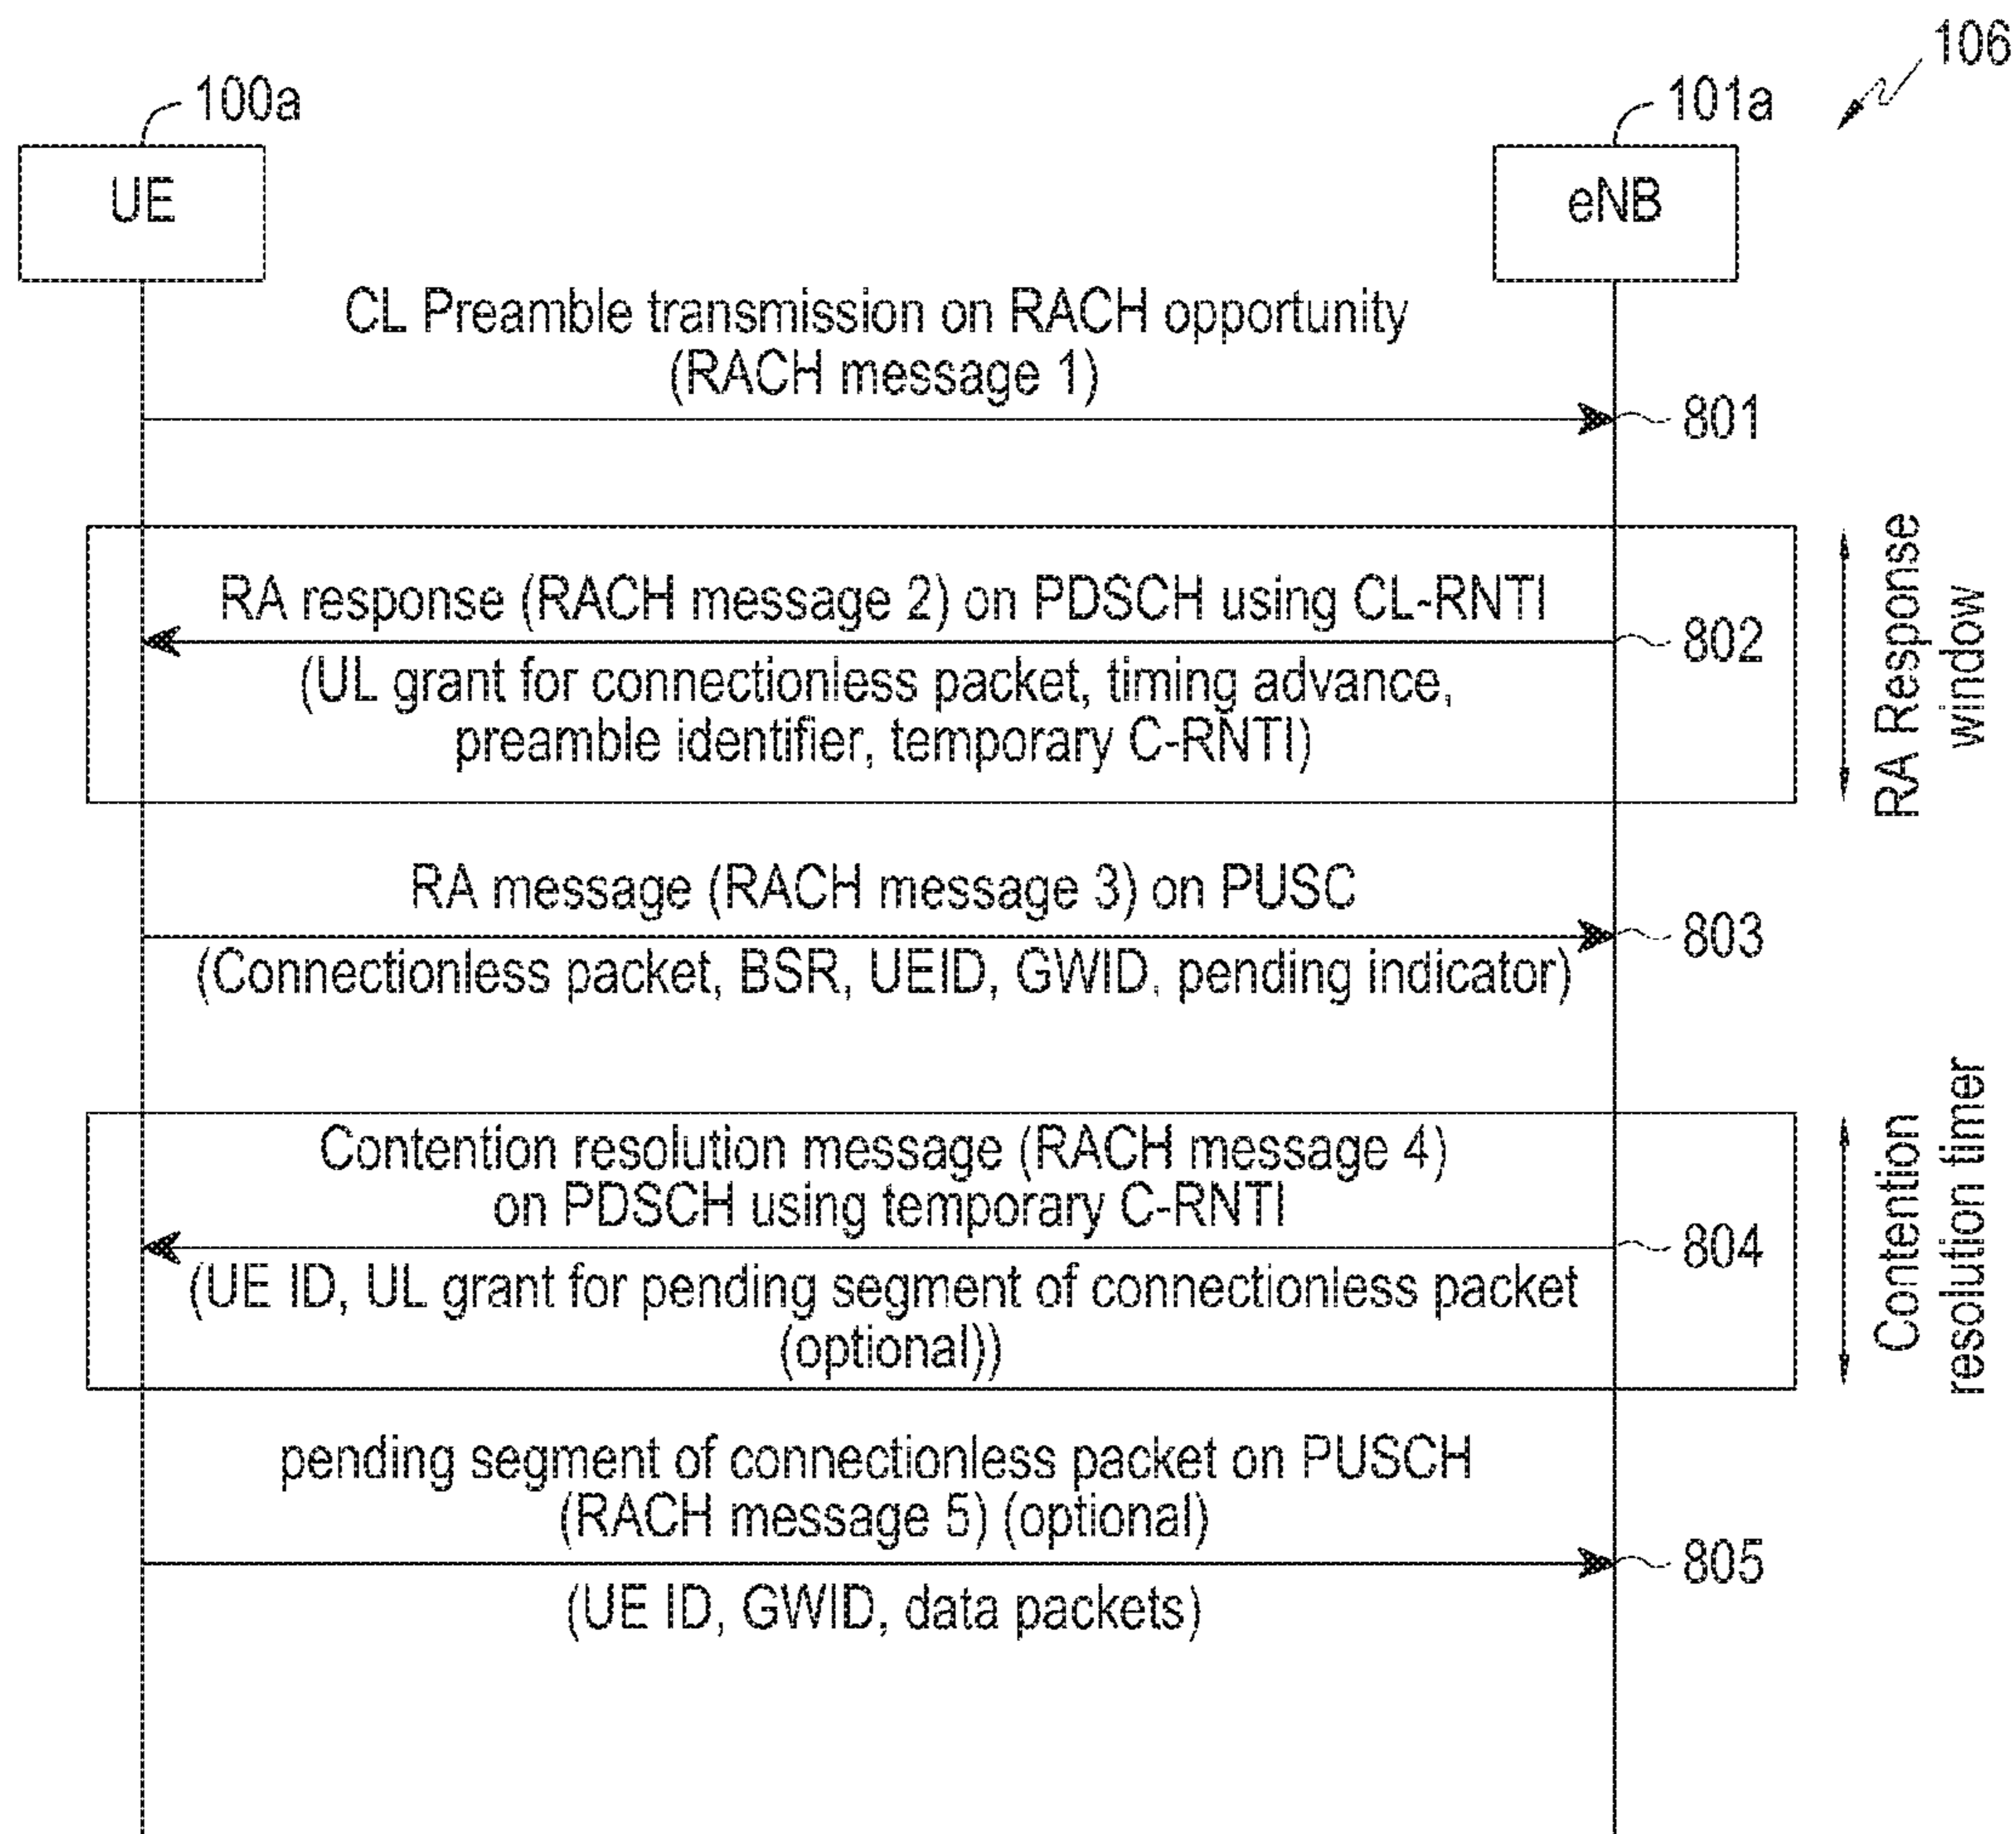 106
100a
101a
UE
eNB
CL Preamble transmission on RACH opportunity
(RACH message 1)
801
RA response (RACH message 2) on PDSCH using CL-RNTI
802
(UL grant for connectionless packet, timing advance,
preamble identifier, temporary C-RNTI)
RA Response
window
RA message (RACH message 3) on PUSC
803
(Connectionless packet, BSR, UEID, GWID, pending indicator)
Contention resolution message (RACH message 4)
on PDSCH using temporary C-RNTI
804
(UE ID, UL grant for pending segment of connectionless packet
(optional))
Contention
resolution timer
pending segment of connectionless packet on PUSCH
(RACH message 5) (optional)
805
(UE ID, GWID, data packets)